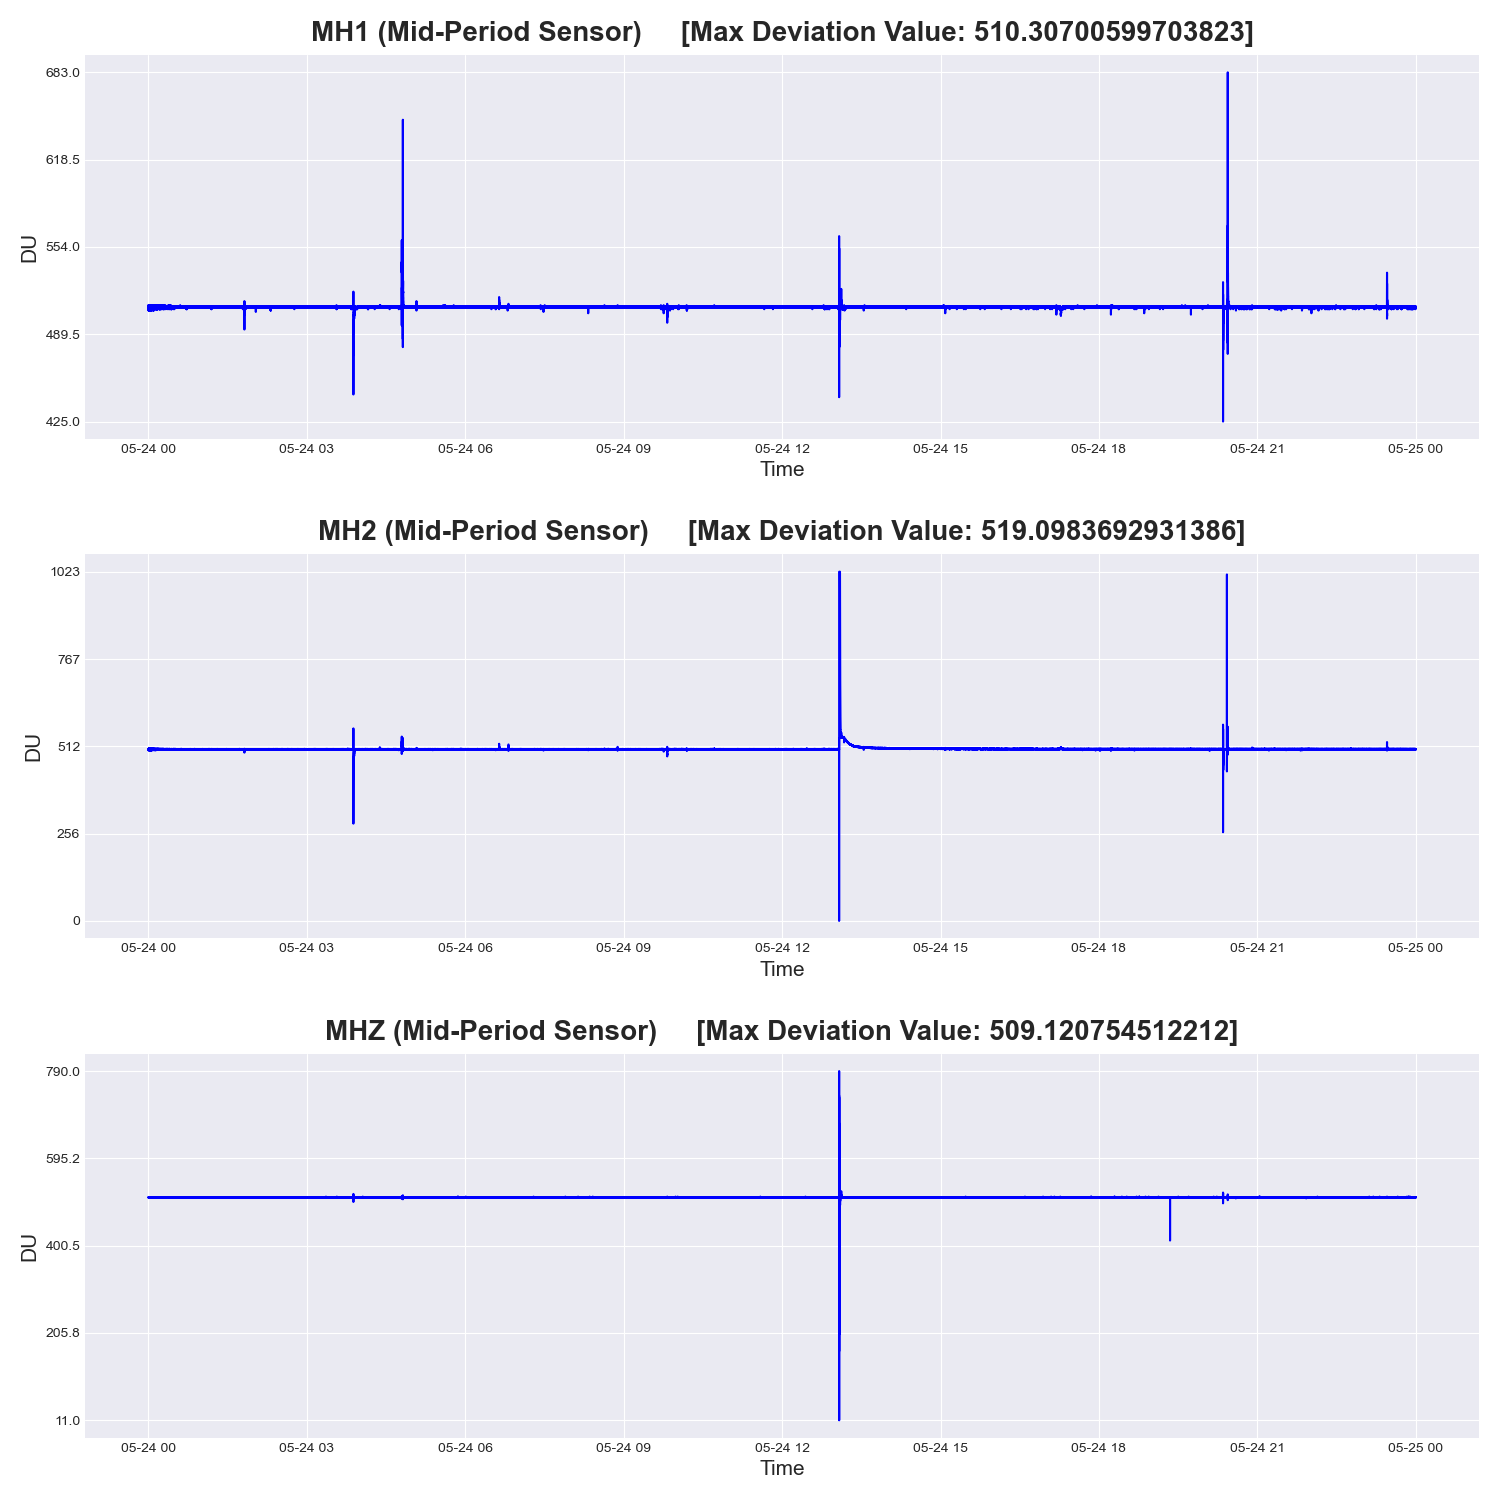 MH1 (Mid-Period Sensor) [Max Deviation Value: 510.30700599703823]
683.0
618.5
554.0
489.5
425.0
DU
05-24 00 05-24 03 05-24 06 05-24 09 05-24 12 05-24 15 05-24 18 05-24 21 05-25 00
Time
MH2 (Mid-Period Sensor) [Max Deviation Value: 519.0983692931386]
1023
767
512
256
0
DU
05-24 00 05-24 03 05-24 06 05-24 09 05-24 12 05-24 15 05-24 18 05-24 21 05-25 00
Time
MHZ (Mid-Period Sensor) [Max Deviation Value: 509.120754512212]
790.0
595.2
400.5
205.8
11.0
DU
05-24 00 05-24 03 05-24 06 05-24 09 05-24 12 05-24 15 05-24 18 05-24 21 05-25 00
Time